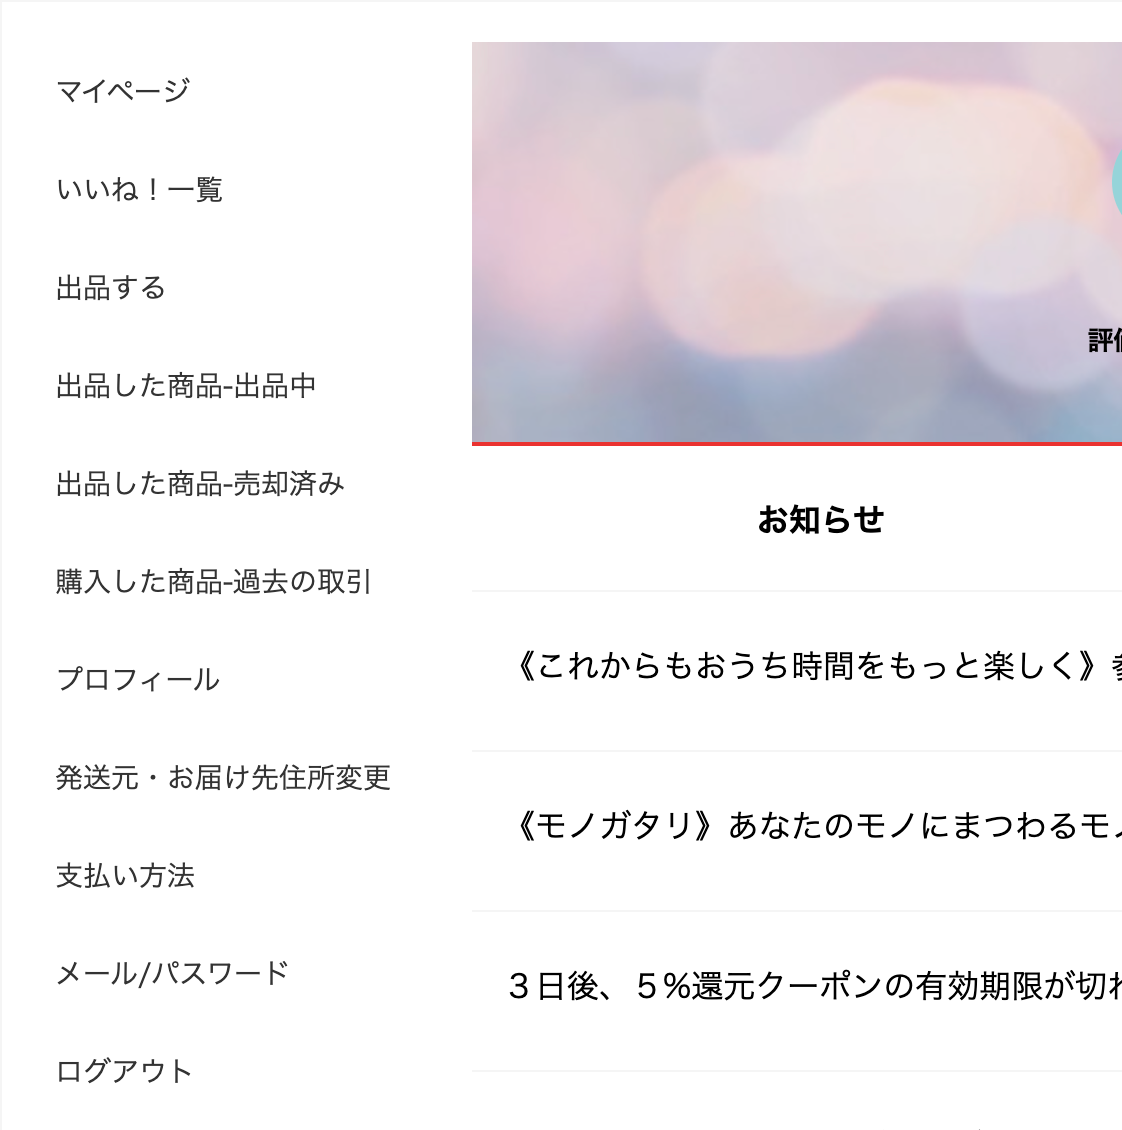 マイページ
いいね！一覧
出品する
出品した商品-出品中
出品した商品-売却済み
購入した商品-過去の取引
プロフィール
発送元・お届け先住所変更
支払い方法
メール/パスワード
ログアウト
評価
お知らせ
《これからもおうち時間をもっと楽しく》
《モノガタリ》あなたのモノにまつわるモノ
３日後、５%還元クーポンの有効期限が切れ